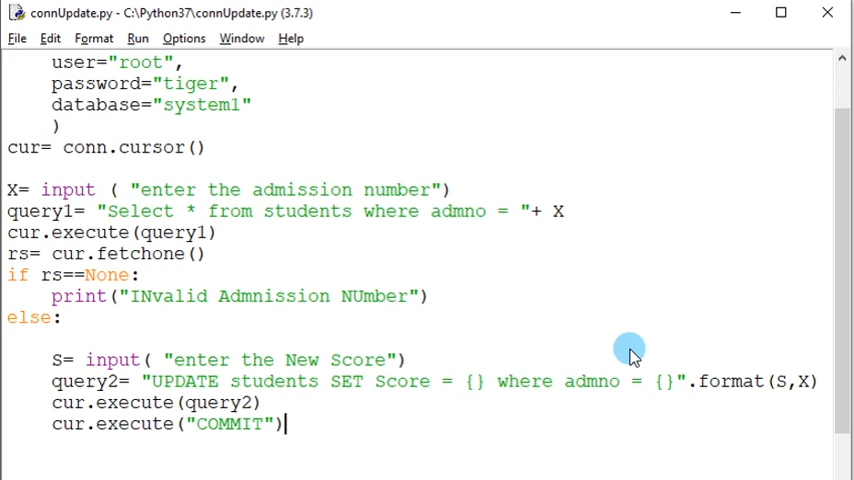 connUpdate.py - C:\Python37\connUpdate.py (3.7.3)
File Edit Format Run Options Window Help
user="root",
password="tiger",
database="system1"
)
cur= conn.cursor()
X= input ( "enter the admission number")
query1= "Select * from students where admno = "+ X
cur.execute(query1)
rs= cur.fetchone()
if rs==None:
print("INvalid Admnission NUmber")
else:
S= input( "enter the New Score")
query2= "UPDATE students SET Score = {} where admno = {}".format(S,X)
cur.execute(query2)
cur.execute("COMMIT")